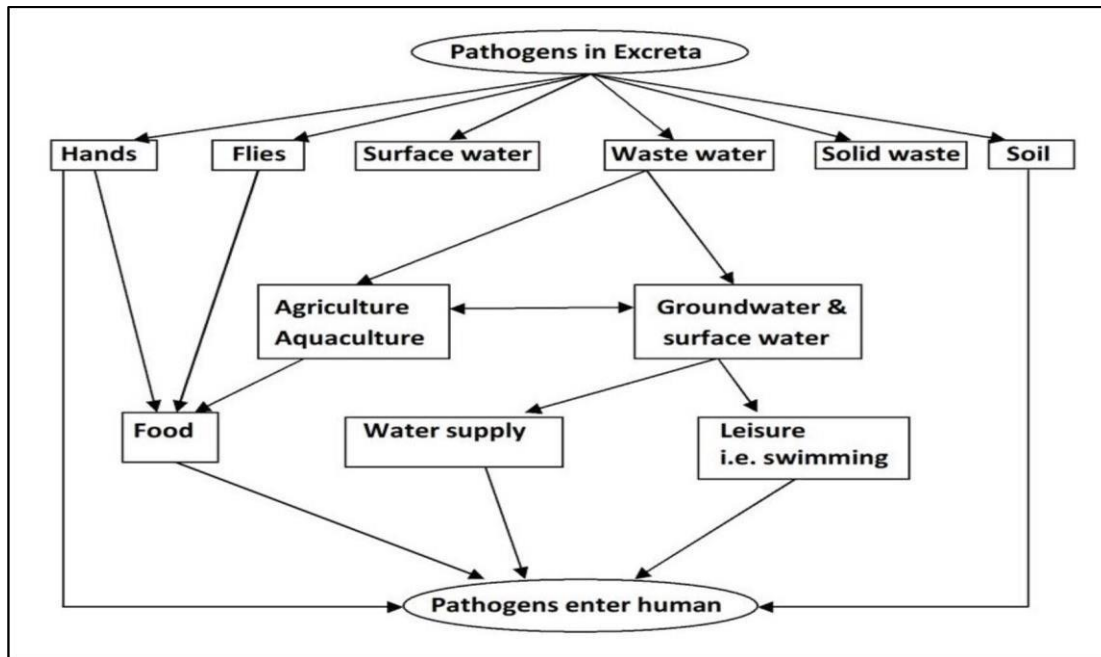 Pathogens in Excreta
Hands
Flies
Surface water
Waste water
Solid waste
Soil
Agriculture
Aquaculture
Groundwater &
surface water
Food
Water supply
Leisure
i.e. swimming
Pathogens enter human